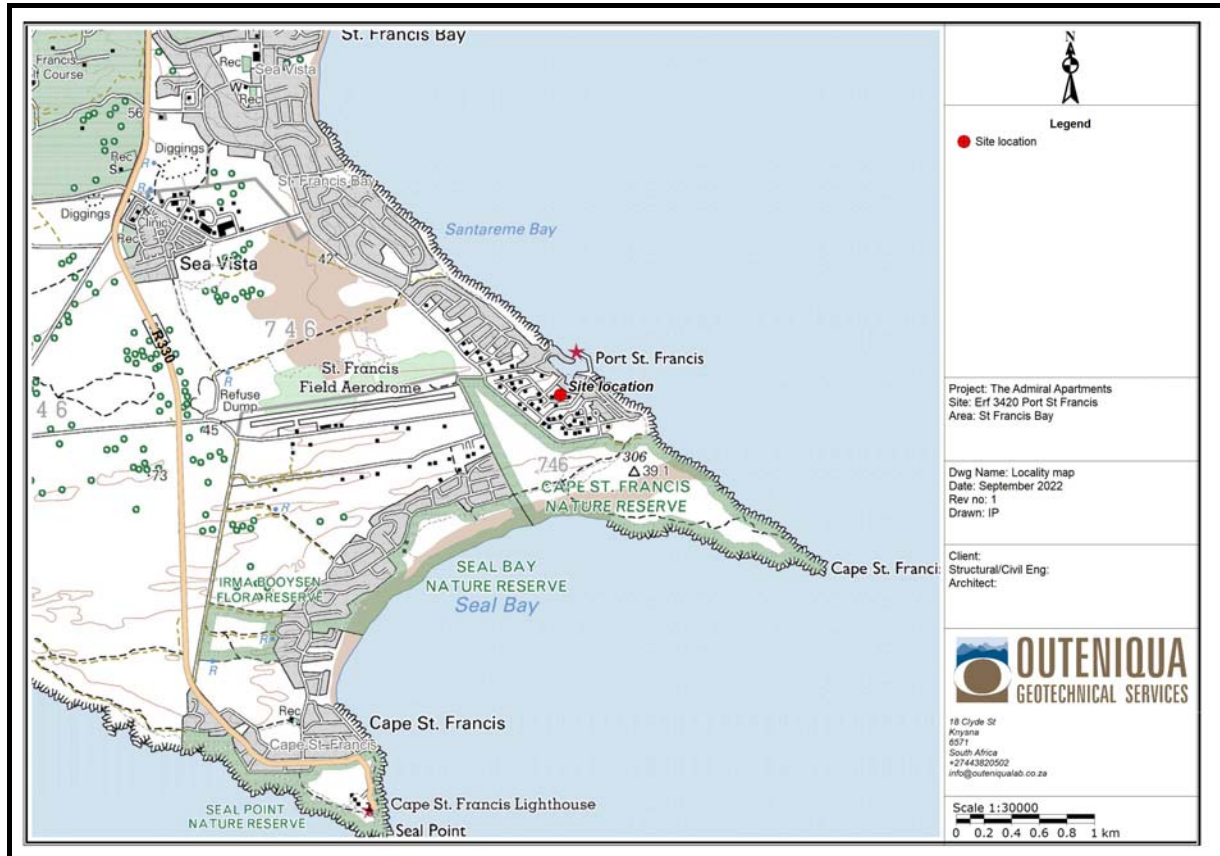 St. Francis Bay
Sea Vista
Rec
W
Rec
Francis
lf Course
56
Diggings
Rec
S
R
R
Diggings
St. Francis Bay
Clinic
Rec
Santareme Bay
Sea Vista
42
746
R330
Port St. Francis
Site location
St. Francis
Field Aerodrome
Refuse
Dump
R
46
45
73
306
746
39.1
CAPE ST. FRANCIS
NATURE RESERVE
R
Cape St. Franci
SEAL BAY
NATURE RESERVE
Seal Bay
20
IRMA BOOYSEN
FLORA RESERVE
R
R
Rec
Cape St. Francis
Cape St. Francis
Cape St. Francis Lighthouse
SEAL POINT
NATURE RESERVE
Seal Point
N
Legend
Site location
Project: The Admiral Apartments
Site: Erf 3420 Port St Francis
Area: St Francis Bay
Dwg Name: Locality map
Date: September 2022
Rev no: 1
Drawn: IP
Client:
Structural/Civil Eng:
Architect:
OUTENIQUA
GEOTECHNICAL SERVICES
18 Clyde St
Knysna
6571
South Africa
+27443820502
info@outeniqualab.co.za
Scale 1:30000
0 0.2 0.4 0.6 0.8 1 km